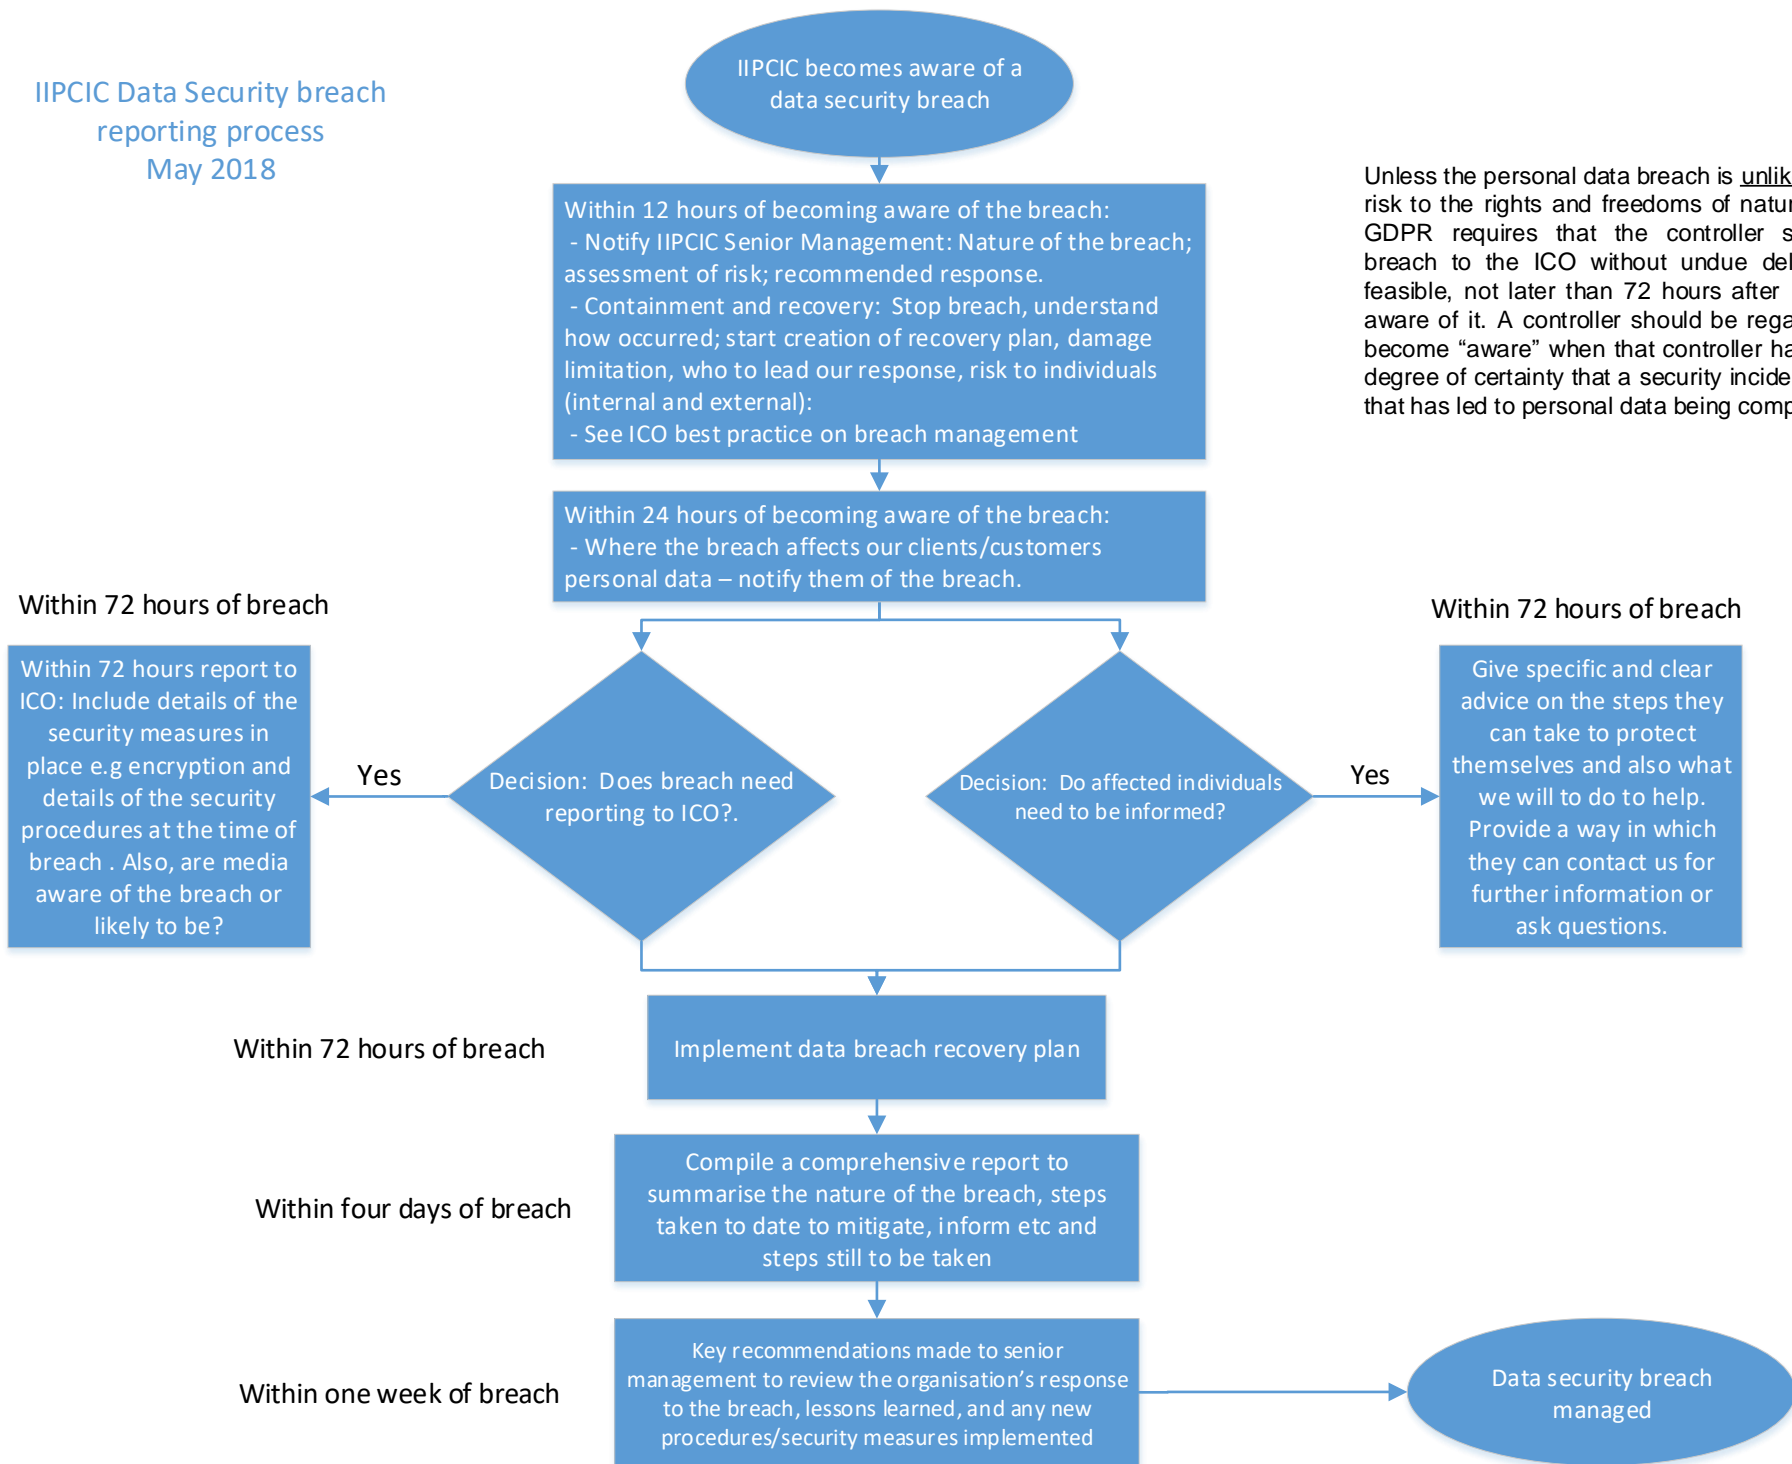 IIPCIC Data Security breach
reporting process
May 2018
IIPCIC becomes aware of a
data security breach
Unless the personal data breach is
risk to the rights and freedoms of
GDPR requires that the controller
breach to the ICO without undue
feasible, not later than 72 hours after
aware of it. A controller should be
become “aware” when that controller
degree of certainty that a security
that has led to personal data being
Within 12 hours of becoming aware of the breach:
- Notify IIPCIC Senior Management: Nature of the breach;
assessment of risk; recommended response.
- Containment and recovery: Stop breach, understand
how occurred; start creation of recovery plan, damage
limitation, who to lead our response, risk to individuals
(internal and external):
- See ICO best practice on breach management
Within 24 hours of becoming aware of the breach:
- Where the breach affects our clients/customers
personal data – notify them of the breach.
Within 72 hours of breach
Within 72 hours report to
ICO: Include details of the
security measures in
place e.g encryption and
details of the security
procedures at the time of
breach . Also, are media
aware of the breach or
likely to be?
Yes
Decision: Does breach need
reporting to ICO?.
Decision: Do affected individuals
need to be informed?
Yes
Within 72 hours of breach
Give specific and clear
advice on the steps they
can take to protect
themselves and also what
we will to do to help.
Provide a way in which
they can contact us for
further information or
ask questions.
Within 72 hours of breach
Implement data breach recovery plan
Within four days of breach
Compile a comprehensive report to
summarise the nature of the breach, steps
taken to date to mitigate, inform etc and
steps still to be taken
Within one week of breach
Key recommendations made to senior
management to review the organisation’s response
to the breach, lessons learned, and any new
procedures/security measures implemented
Data security breach
managed